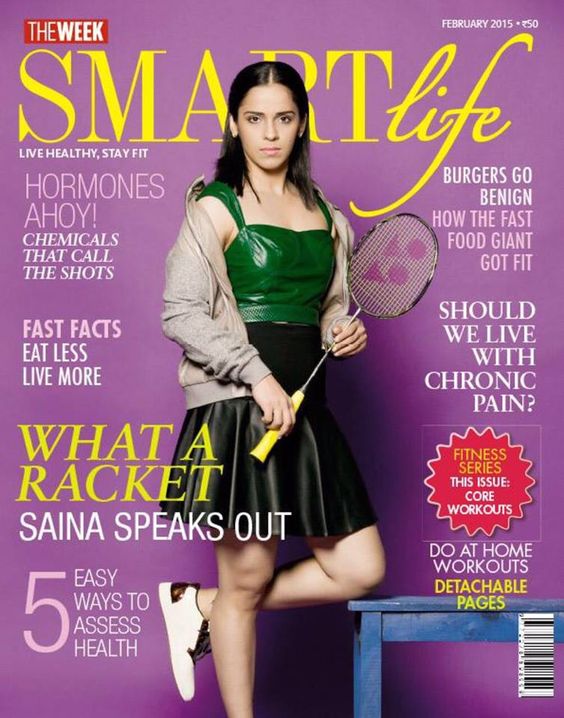 THE WEEK
FEBRUARY 2015 • ₹50
SMARTlife
LIVE HEALTHY, STAY FIT
HORMONES
AHOY!
CHEMICALS
THAT CALL
THE SHOTS
BURGERS GO
BENIGN
HOW THE FAST
FOOD GIANT
GOT FIT
FAST FACTS
EAT LESS
LIVE MORE
SHOULD
WE LIVE
WITH
CHRONIC
PAIN?
WHAT A
RACKET
SAINA SPEAKS OUT
FITNESS
SERIES
THIS ISSUE:
CORE
WORKOUTS
DO AT HOME
WORKOUTS
DETACHABLE
PAGES
5 EASY
WAYS TO
ASSESS
HEALTH